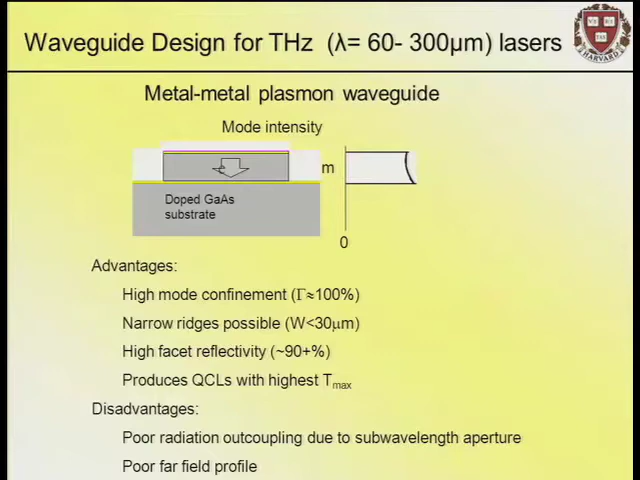 Waveguide Design for THz (λ= 60- 300μm) lasers
HARVARD
Metal-metal plasmon waveguide
Mode intensity
m
Doped GaAs
substrate
0
Advantages:
High mode confinement (Γ≈100%)
Narrow ridges possible (W<30μm)
High facet reflectivity (~90+%)
Produces QCLs with highest Tmax
Disadvantages:
Poor radiation outcoupling due to subwavelength aperture
Poor far field profile